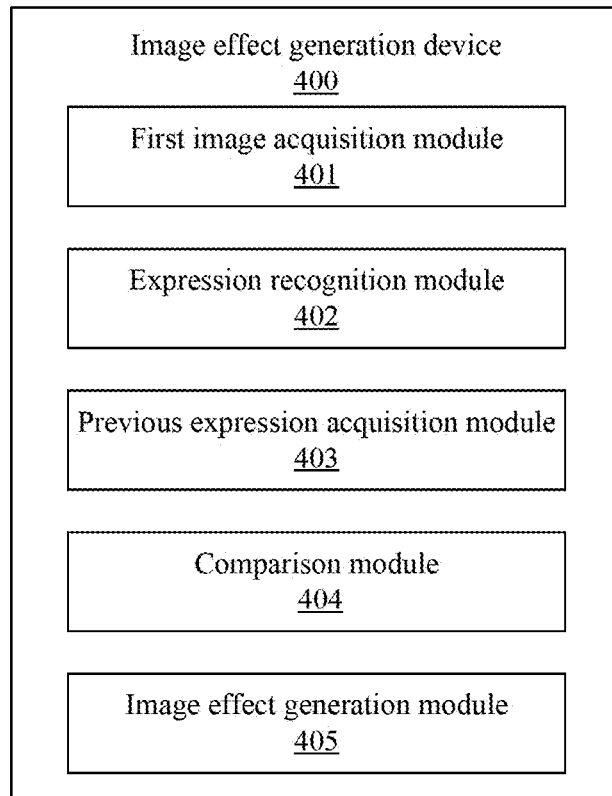 Image effect generation device
400
First image acquisition module
401
Expression recognition module
402
Previous expression acquisition module
403
Comparison module
404
Image effect generation module
405